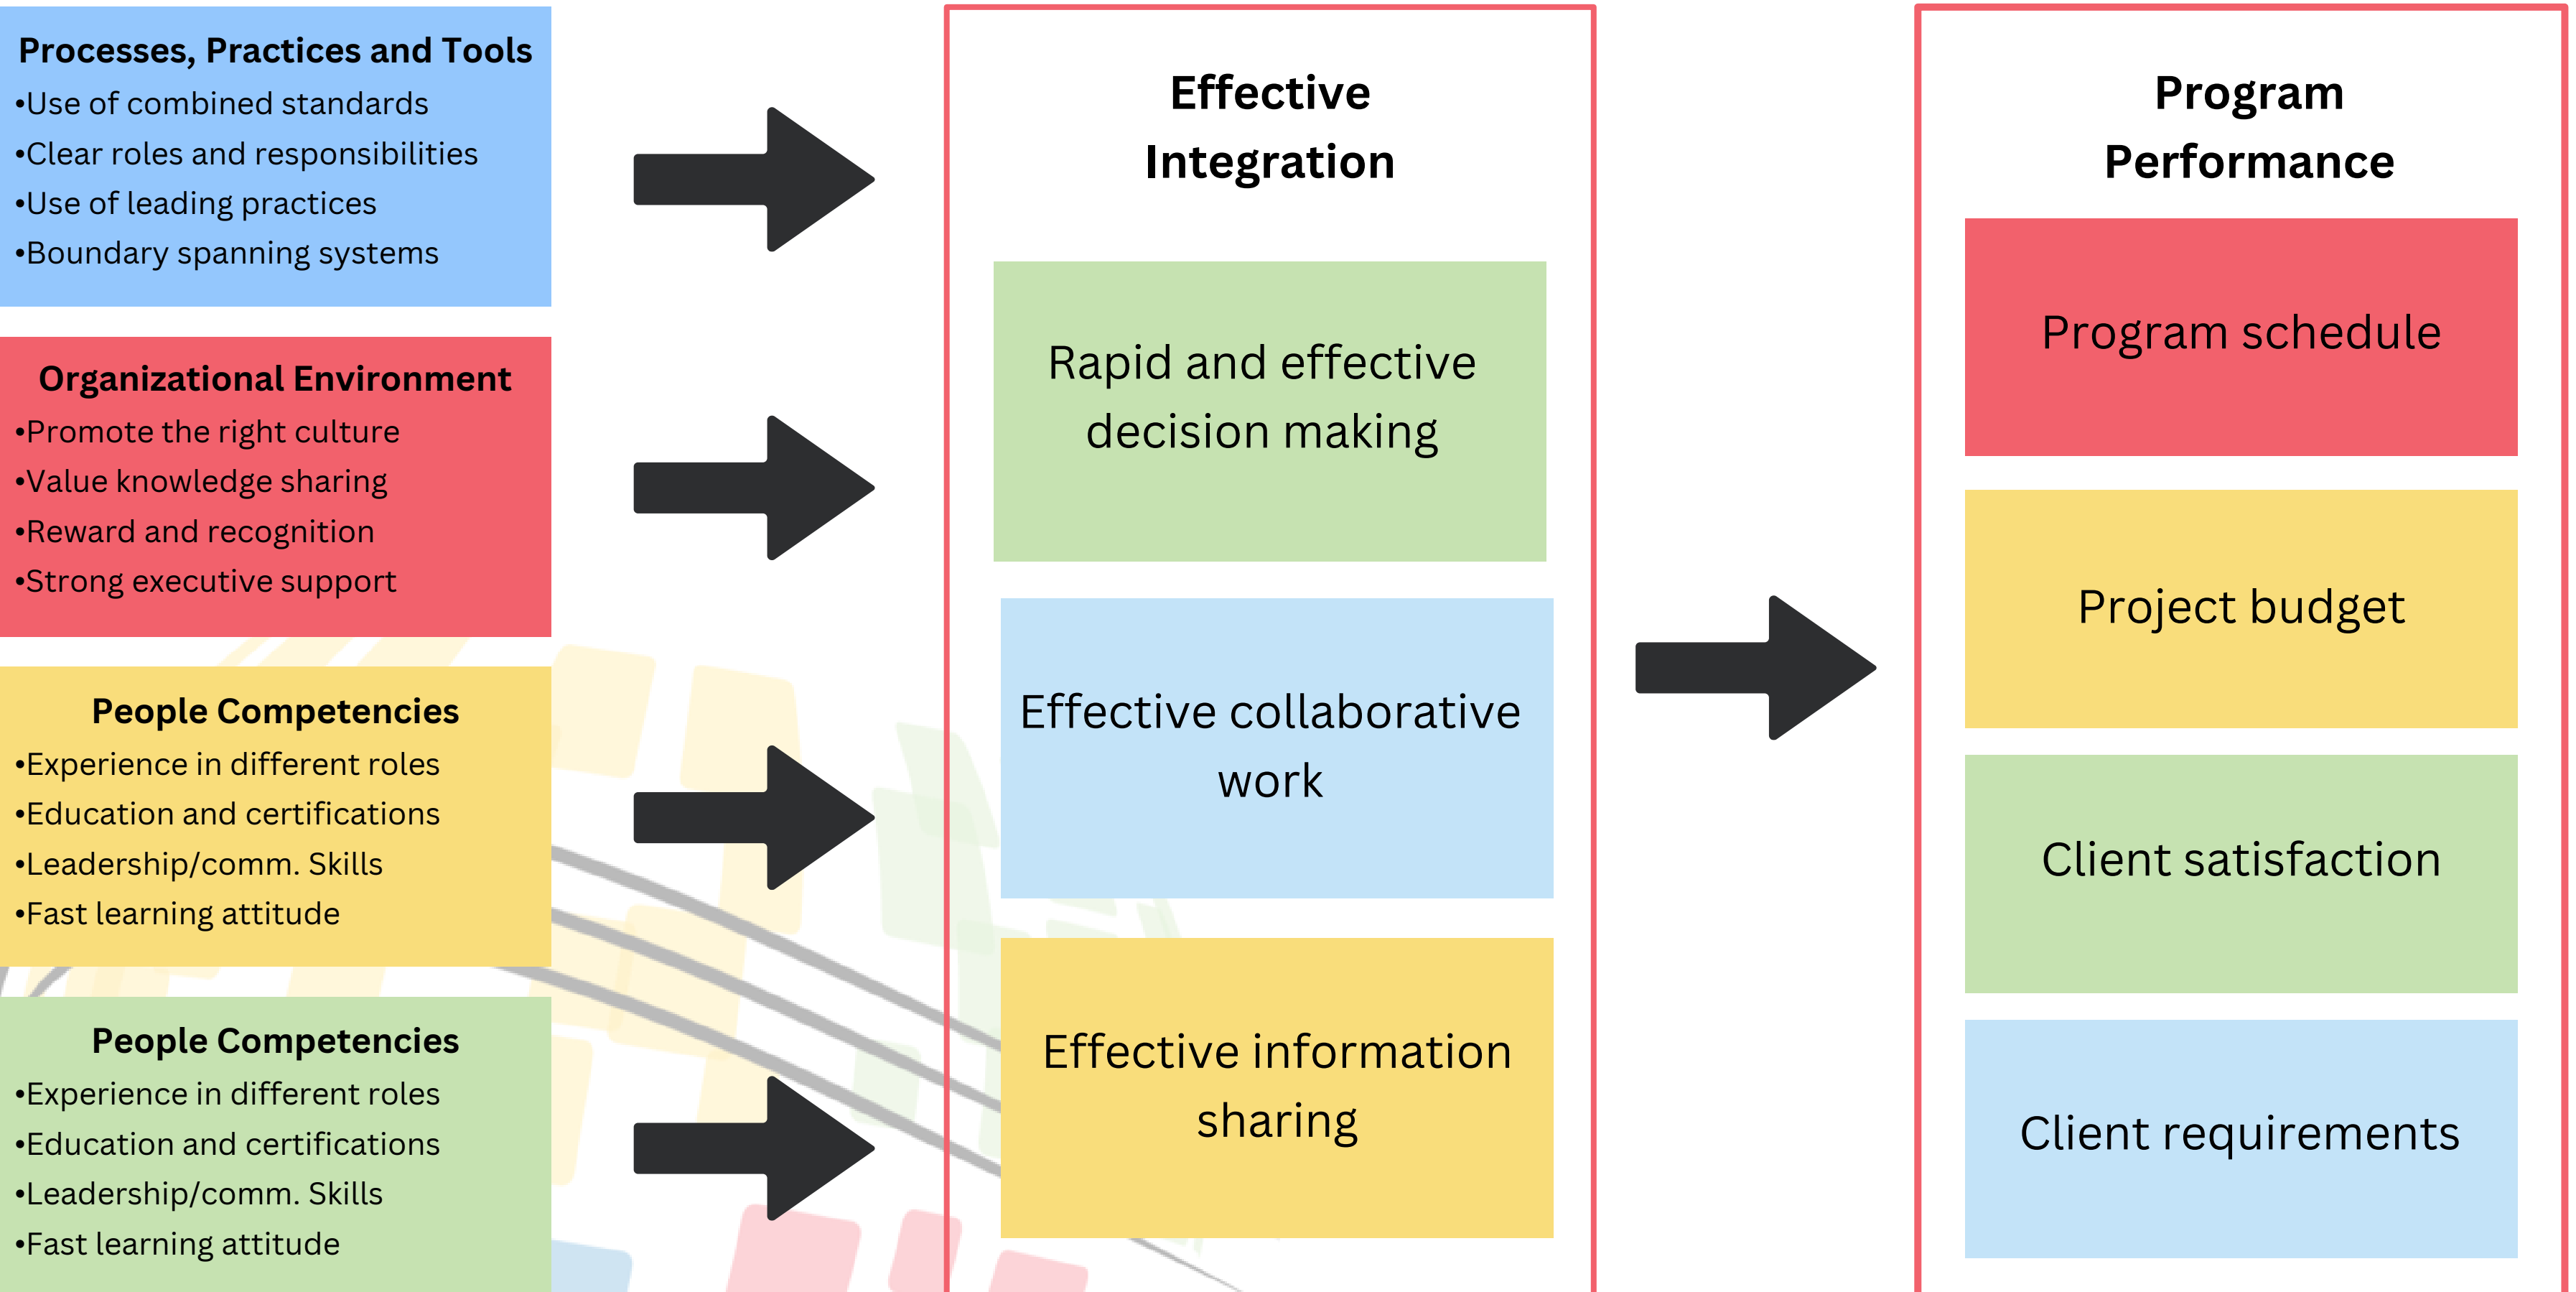 Processes, Practices and Tools
•Use of combined standards
•Clear roles and responsibilities
•Use of leading practices
•Boundary spanning systems
Organizational Environment
•Promote the right culture
•Value knowledge sharing
•Reward and recognition
•Strong executive support
People Competencies
•Experience in different roles
•Education and certifications
•Leadership/comm. Skills
•Fast learning attitude
People Competencies
•Experience in different roles
•Education and certifications
•Leadership/comm. Skills
•Fast learning attitude
Effective
Integration
Rapid and effective
decision making
Effective collaborative
work
Effective information
sharing
Program
Performance
Program schedule
Project budget
Client satisfaction
Client requirements